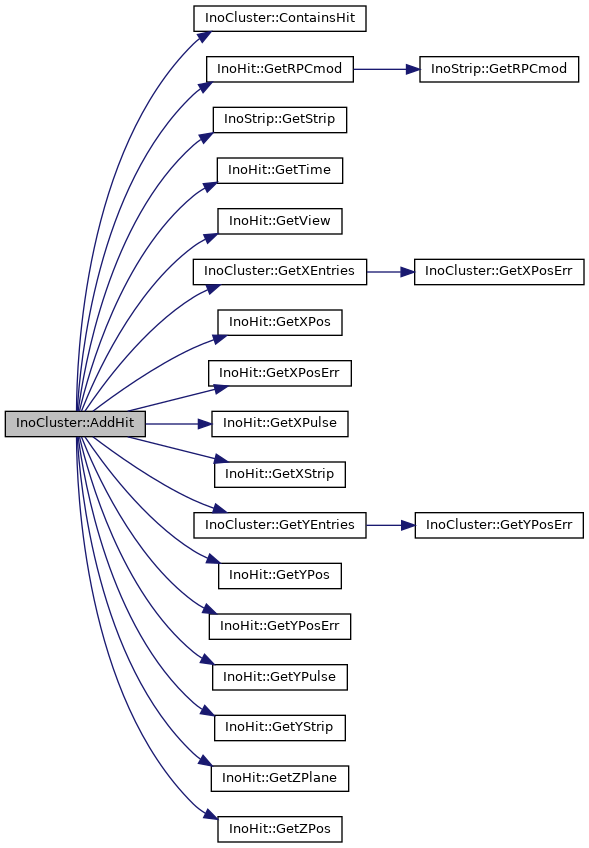 InoCluster::ContainsHit
InoHit::GetRPCmod
InoStrip::GetRPCmod
InoStrip::GetStrip
InoHit::GetTime
InoHit::GetView
InoCluster::GetXEntries
InoCluster::GetXPosErr
InoHit::GetXPos
InoHit::GetXPosErr
InoCluster::AddHit
InoHit::GetXPulse
InoHit::GetXStrip
InoCluster::GetYEntries
InoCluster::GetYPosErr
InoHit::GetYPos
InoHit::GetYPosErr
InoHit::GetYPulse
InoHit::GetYStrip
InoHit::GetZPlane
InoHit::GetZPos